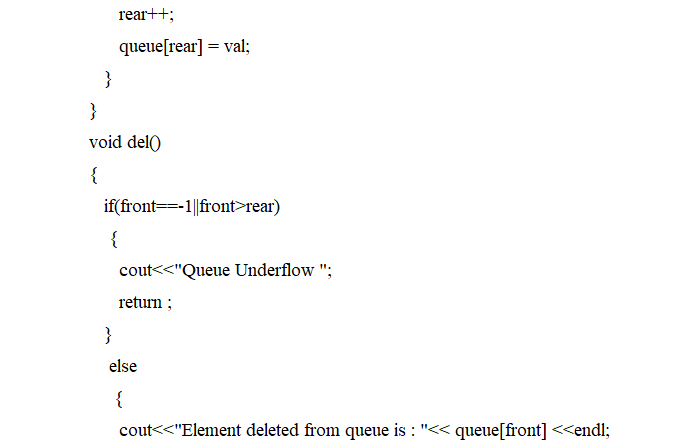 rear++;
queue[rear] = val;
}
}
void del()
{
if(front==-1||front>rear)
{
cout<<"Queue Underflow ";
return ;
}
else
{
cout<<"Element deleted from queue is : "<< queue[front] <<endl;